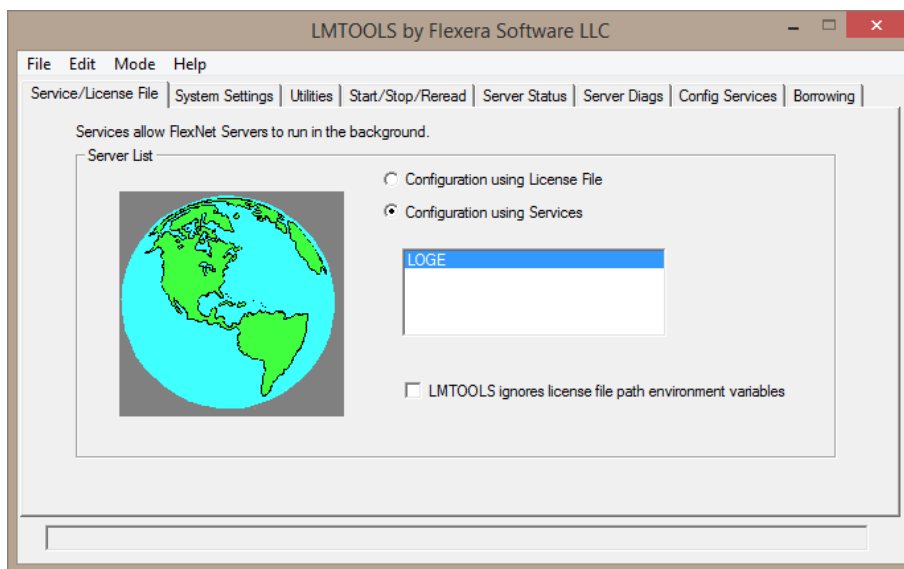 LMTOOLS by Flexera Software LLC
File Edit Mode Help
Service/License File System Settings Utilities Start/Stop/Reread Server Status Server Diags Config Services Borrowing
Services allow FlexNet Servers to run in the background.
Server List
Configuration using License File
Configuration using Services
LOGE
LMTOOLS ignores license file path environment variables